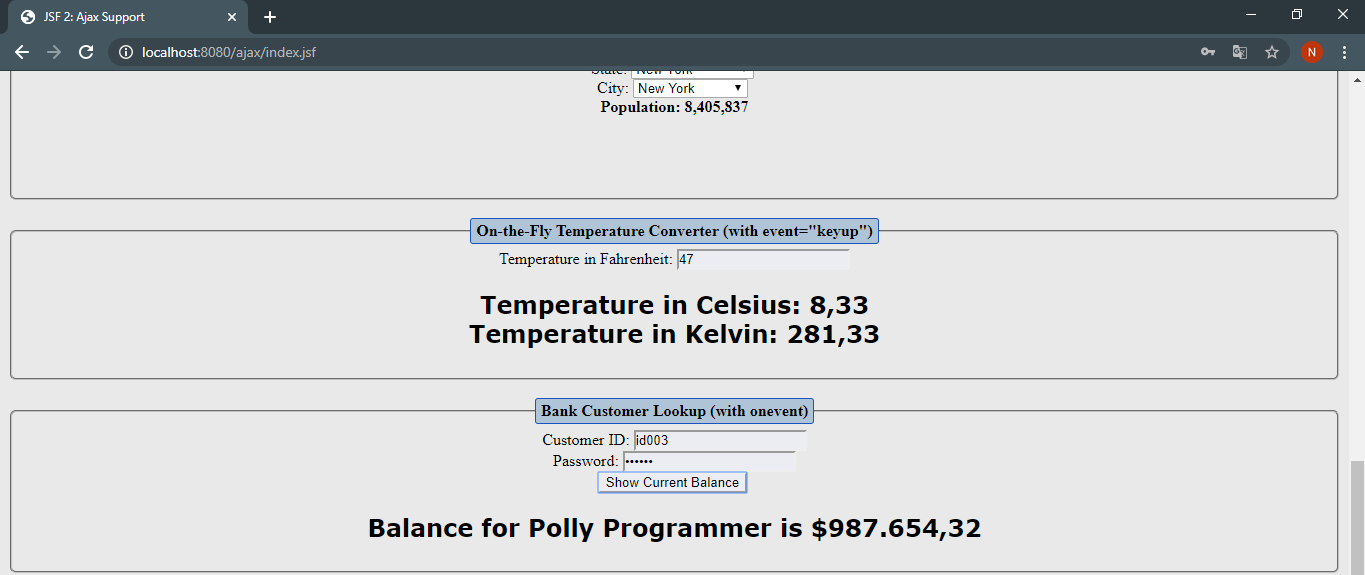 JSF 2: Ajax Support
localhost:8080/ajax/index.jsf
N
State: New York
City: New York
Population: 8,405,837
On-the-Fly Temperature Converter (with event="keyup")
Temperature in Fahrenheit: 47
Temperature in Celsius: 8,33
Temperature in Kelvin: 281,33
Bank Customer Lookup (with onevent)
Customer ID: id003
Password: ••••••
Show Current Balance
Balance for Polly Programmer is $987.654,32